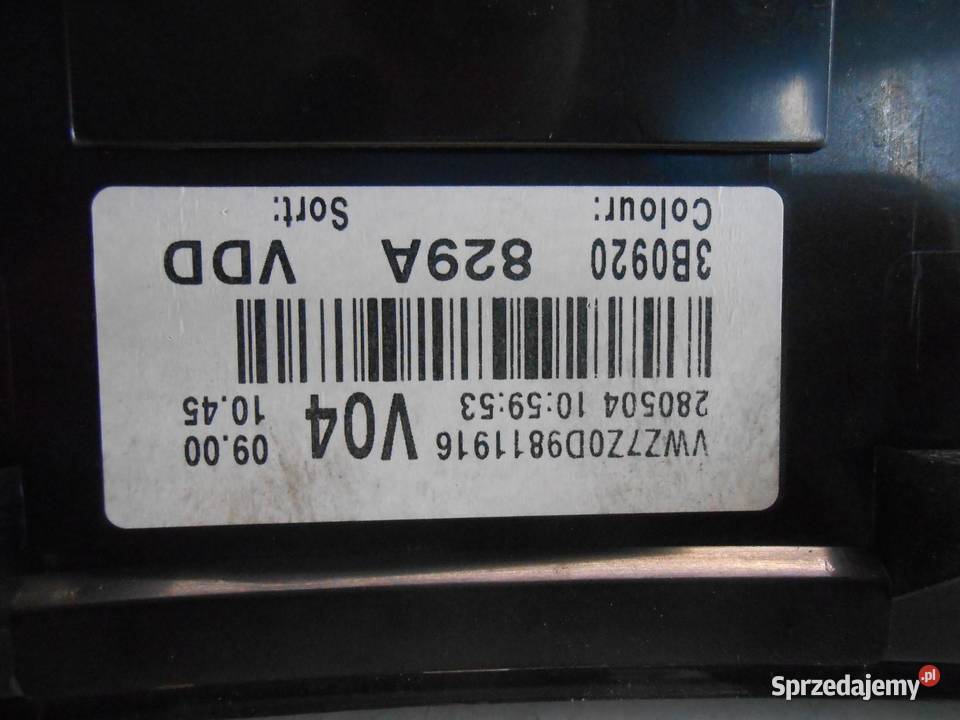 VWZ7Z0D9811916 V04 09.00
280504 10:59:53 10.45
3B0920 829A VDD
Colour: Sort:
Sprzedajemy.pl